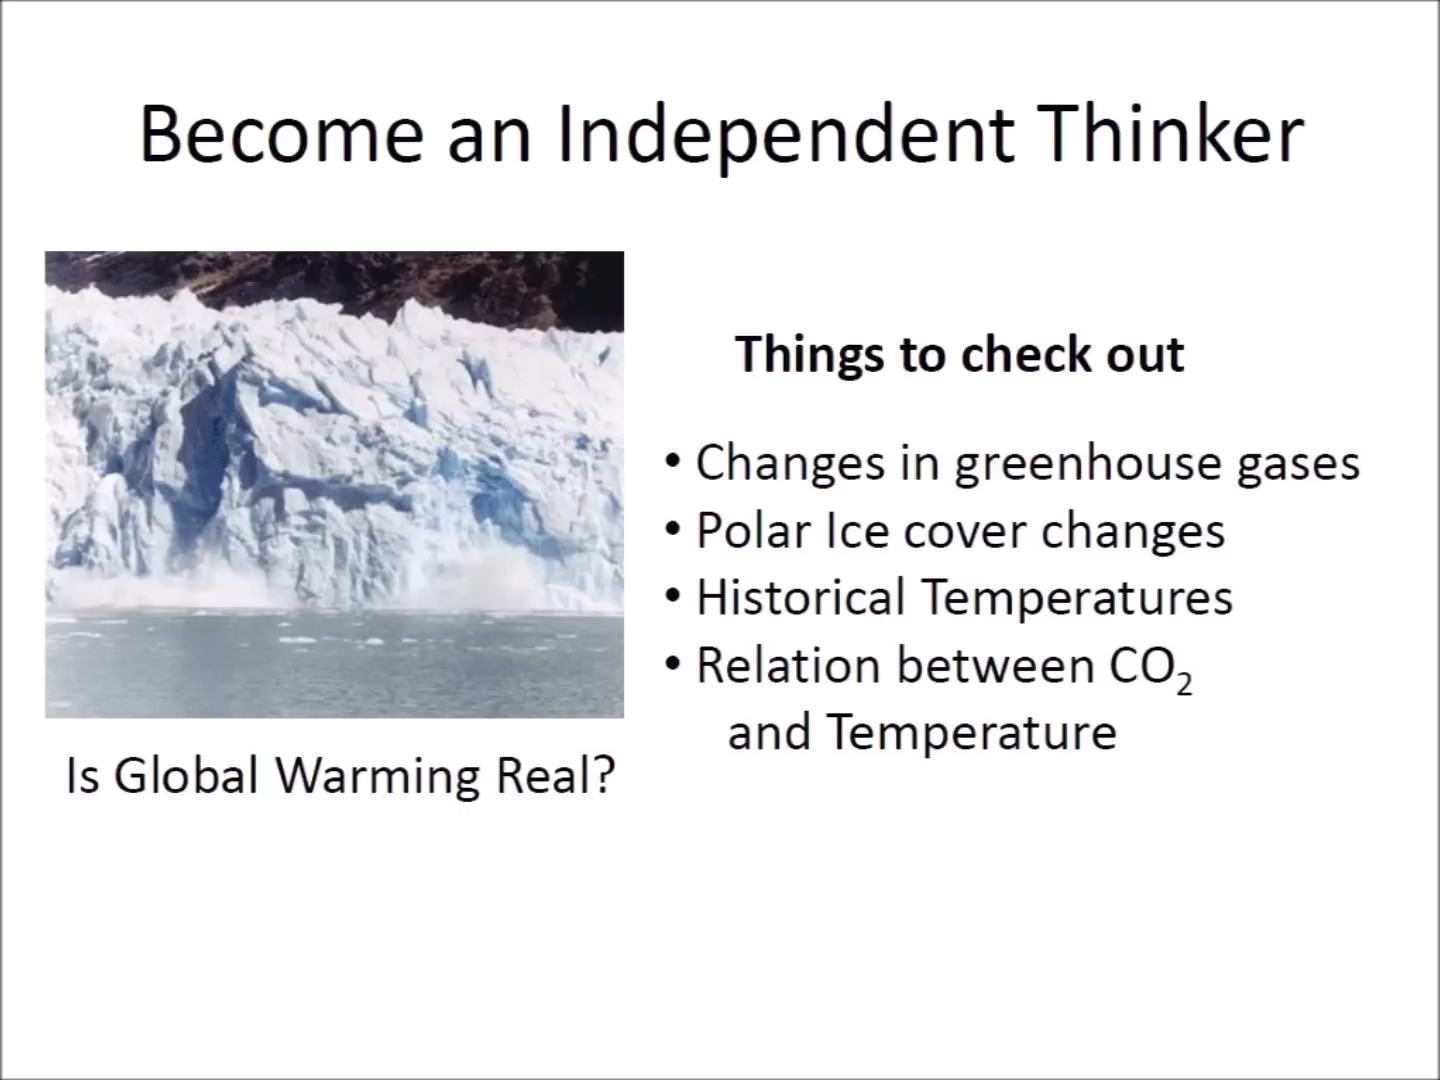 Become an Independent Thinker
Things to check out
• Changes in greenhouse gases
• Polar Ice cover changes
• Historical Temperatures
• Relation between CO₂
and Temperature
Is Global Warming Real?